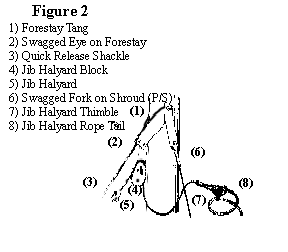 Figure 2
1) Forestay Tang
2) Swagged Eye on Forestay
3) Quick Release Shackle
4) Jib Halyard Block
5) Jib Halyard
6) Swagged Fork on Shroud (P/S)
7) Jib Halyard Thimble
8) Jib Halyard Rope Tail
(1)
(2)
(6)
(3)
(4)
(8)
(5)
(7)